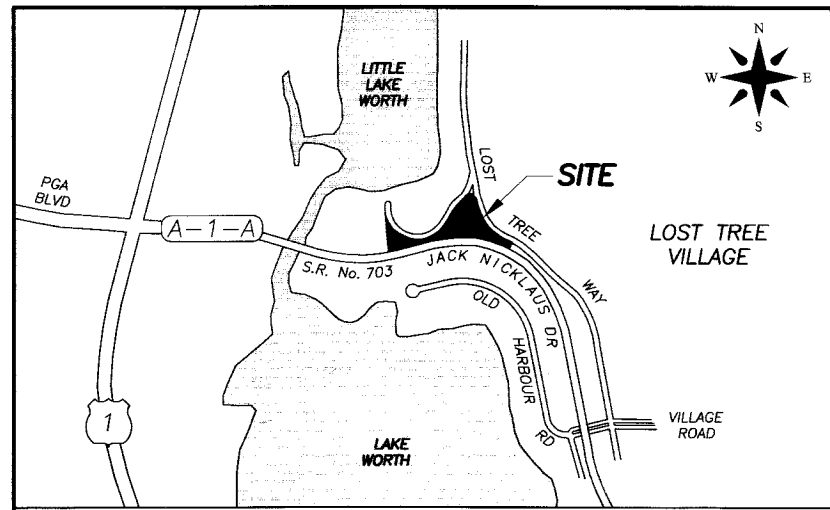 LITTLE
LAKE
WORTH
N
W
E
S
LOST TREE WAY
SITE
PGA
BLVD
A-1-A
LOST TREE
VILLAGE
S.R. No. 703
JACK NICKLAUS DR
OLD HARBOUR RD
1
LAKE
WORTH
VILLAGE
ROAD